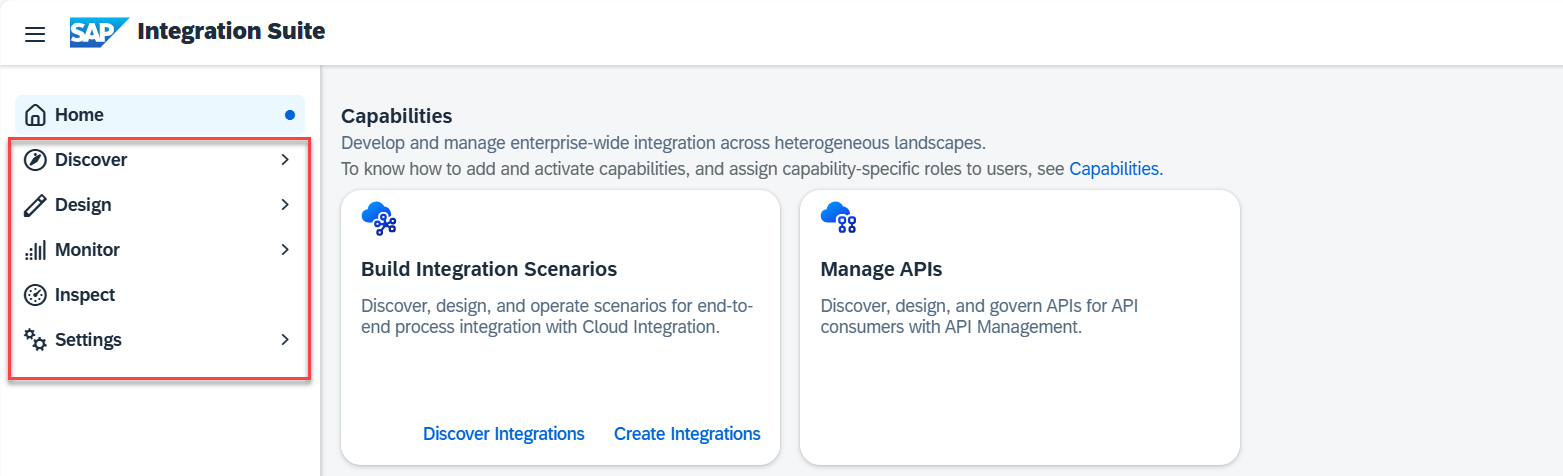 SAP Integration Suite
Home
Discover
Design
Monitor
Inspect
Settings
Capabilities
Develop and manage enterprise-wide integration across heterogeneous landscapes.
To know how to add and activate capabilities, and assign capability-specific roles to users, see Capabilities.
Build Integration Scenarios
Discover, design, and operate scenarios for end-to-
end process integration with Cloud Integration.
Discover Integrations Create Integrations
Manage APIs
Discover, design, and govern APIs for API
consumers with API Management.